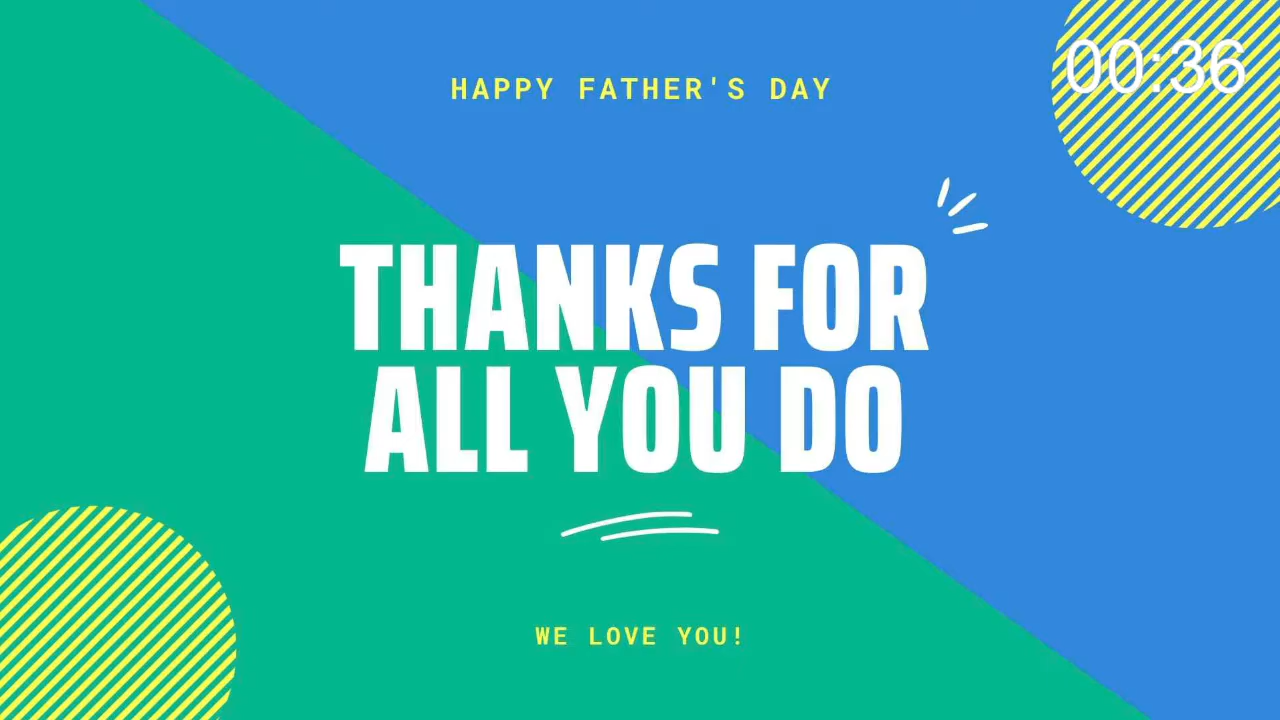 00:36
HAPPY FATHER'S DAY
THANKS FOR
ALL YOU DO
WE LOVE YOU!